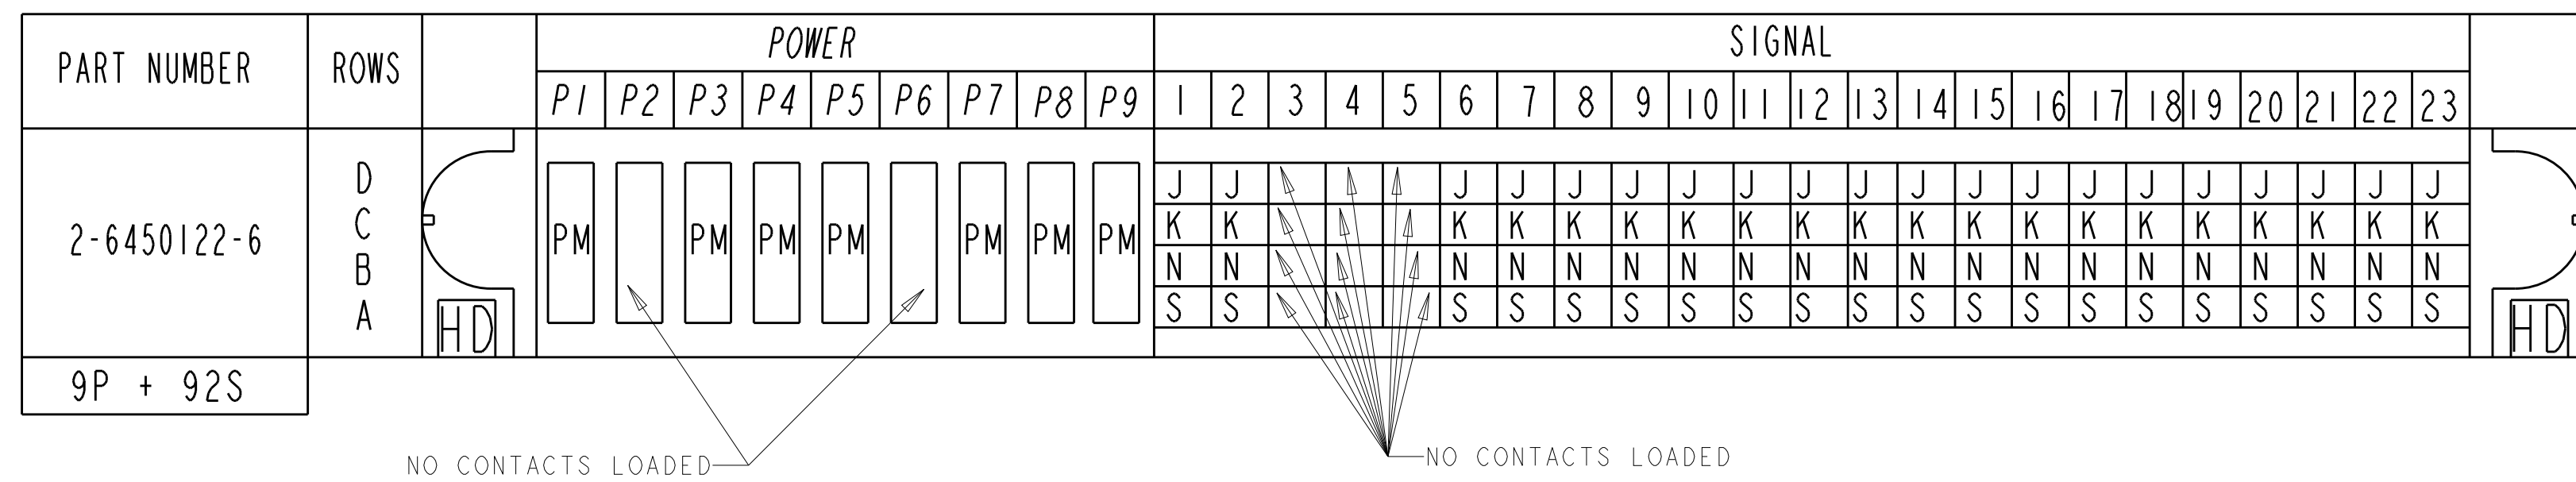 PART NUMBER ROWS POWER SIGNAL
P1 P2 P3 P4 P5 P6 P7 P8 P9 1 2 3 4 5 6 7 8 9 10 11 12 13 14 15 16 17 18 19 20 21 22 23
2-6450122-6
D J J J J J J J J J J J J J J J J J J J J
C K K K K K K K K K K K K K K K K K K K K
PM PM PM PM PM PM PM
B N N N N N N N N N N N N N N N N N N N N
A S S S S S S S S S S S S S S S S S S S S
HD HD
9P + 92S
NO CONTACTS LOADED NO CONTACTS LOADED